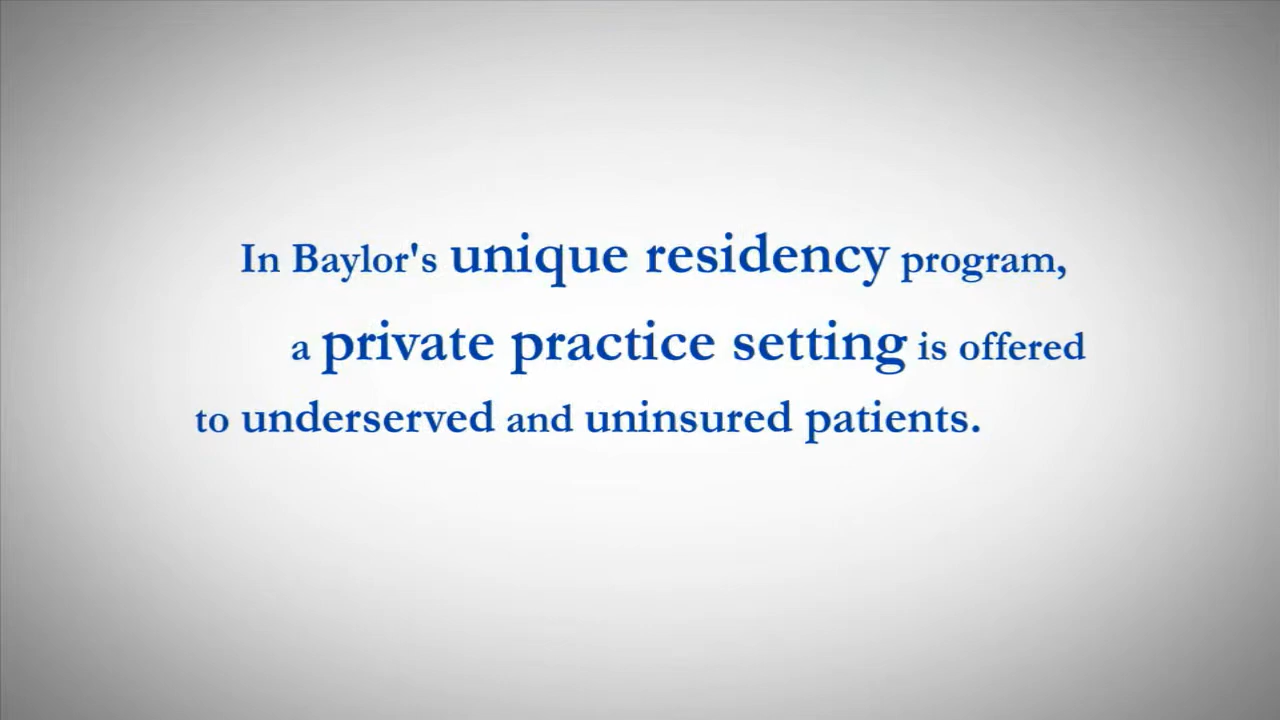 In Baylor's unique residency program,
a private practice setting is offered
to underserved and uninsured patients.